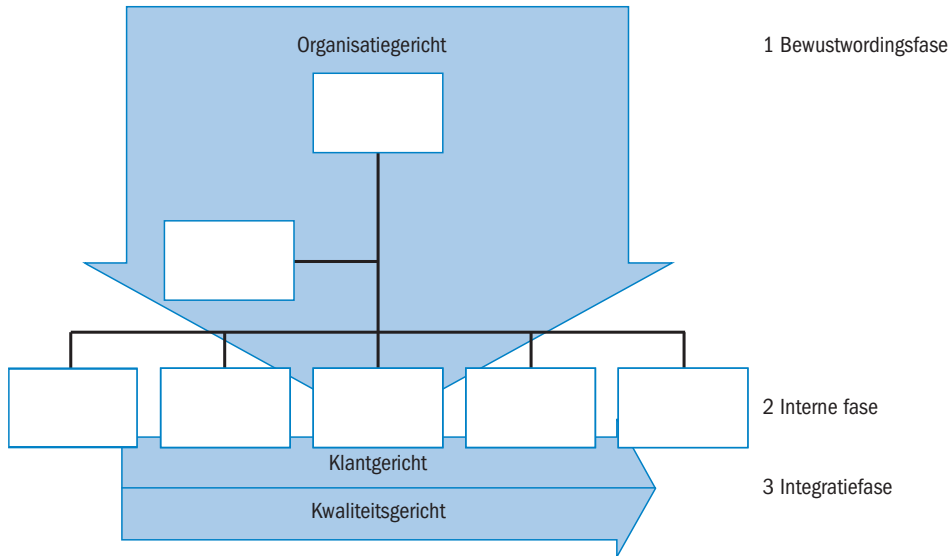 Organisatiegericht
1 Bewustwordingsfase
2 Interne fase
Klantgericht
3 Integratiefase
Kwaliteitsgericht